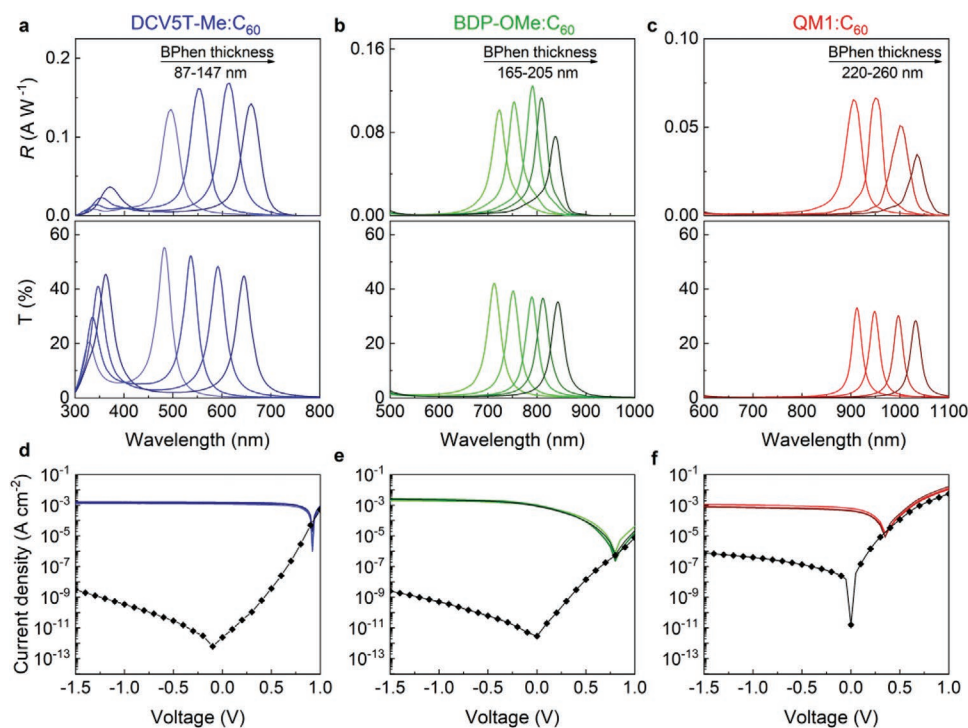 a DCV5T-Me:C60
b BDP-OMe:C60
c QM1:C60
BPhen thickness
87-147 nm
BPhen thickness
165-205 nm
BPhen thickness
220-260 nm
R (A W⁻¹)
0.2
0.1
0.0
0.16
0.08
0.00
0.10
0.05
0.00
T (%)
60
40
20
0
60
40
20
0
60
40
20
0
300 400 500 600 700 800
500 600 700 800 900 1000
600 700 800 900 1000 1100
Wavelength (nm)
Wavelength (nm)
Wavelength (nm)
d
e
f
Current density (A cm⁻²)
10⁻¹
10⁻³
10⁻⁵
10⁻⁷
10⁻⁹
10⁻¹¹
10⁻¹³
10⁻¹
10⁻³
10⁻⁵
10⁻⁷
10⁻⁹
10⁻¹¹
10⁻¹³
10⁻¹
10⁻³
10⁻⁵
10⁻⁷
10⁻⁹
10⁻¹¹
10⁻¹³
-1.5 -1.0 -0.5 0.0 0.5 1.0
-1.5 -1.0 -0.5 0.0 0.5 1.0
-1.5 -1.0 -0.5 0.0 0.5 1.0
Voltage (V)
Voltage (V)
Voltage (V)